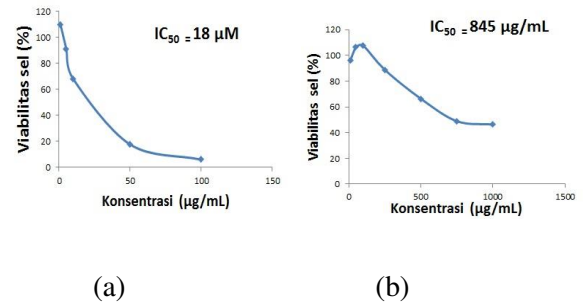 IC50 = 18 µM
Viabilitas sel (%)
120
100
80
60
40
20
0
0
50
100
150
Konsentrasi (µg/mL)
IC50 = 845 µg/mL
Viabilitas sel (%)
120
100
80
60
40
20
0
0
500
1000
1500
Konsentrasi (µg/mL)
(a)
(b)